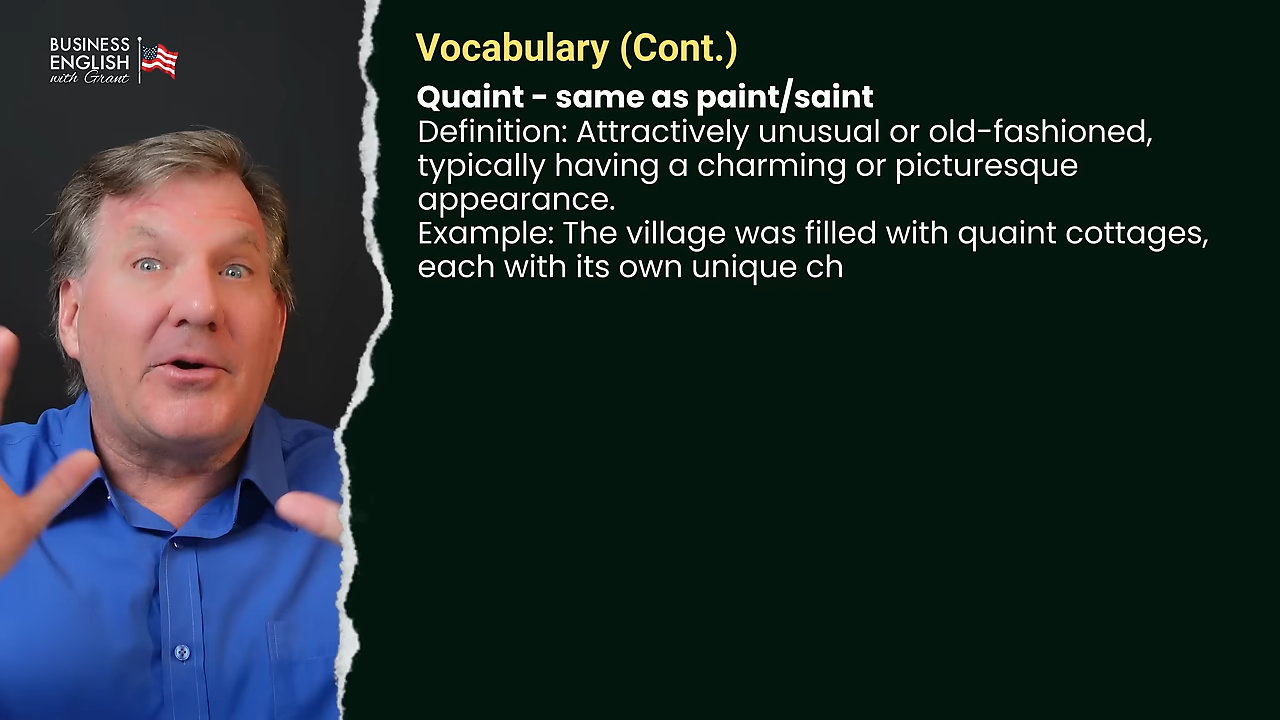 BUSINESS
ENGLISH
with Grant
Vocabulary (Cont.)
Quaint - same as paint/saint
Definition: Attractively unusual or old-fashioned,
typically having a charming or picturesque
appearance.
Example: The village was filled with quaint cottages,
each with its own unique ch